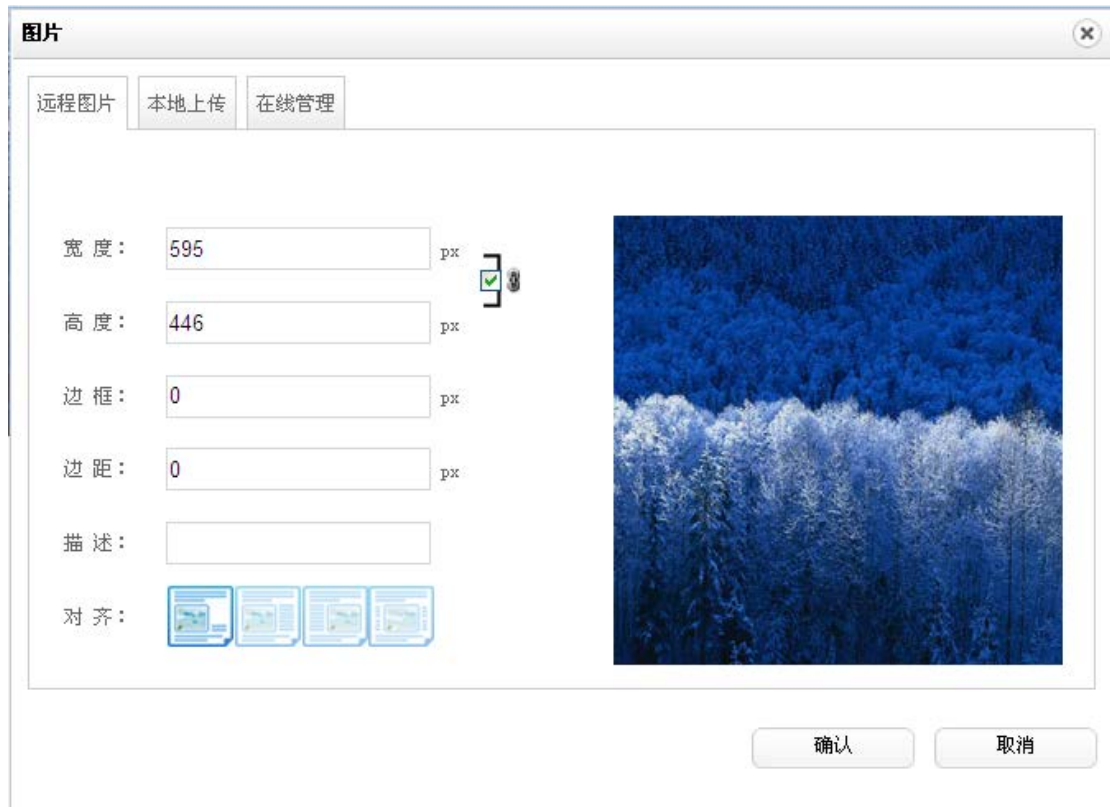 图片
远程图片 本地上传 在线管理
宽 度： 595 px
高 度： 446 px
边 框： 0 px
边 距： 0 px
描 述：
对 齐：
确认 取消